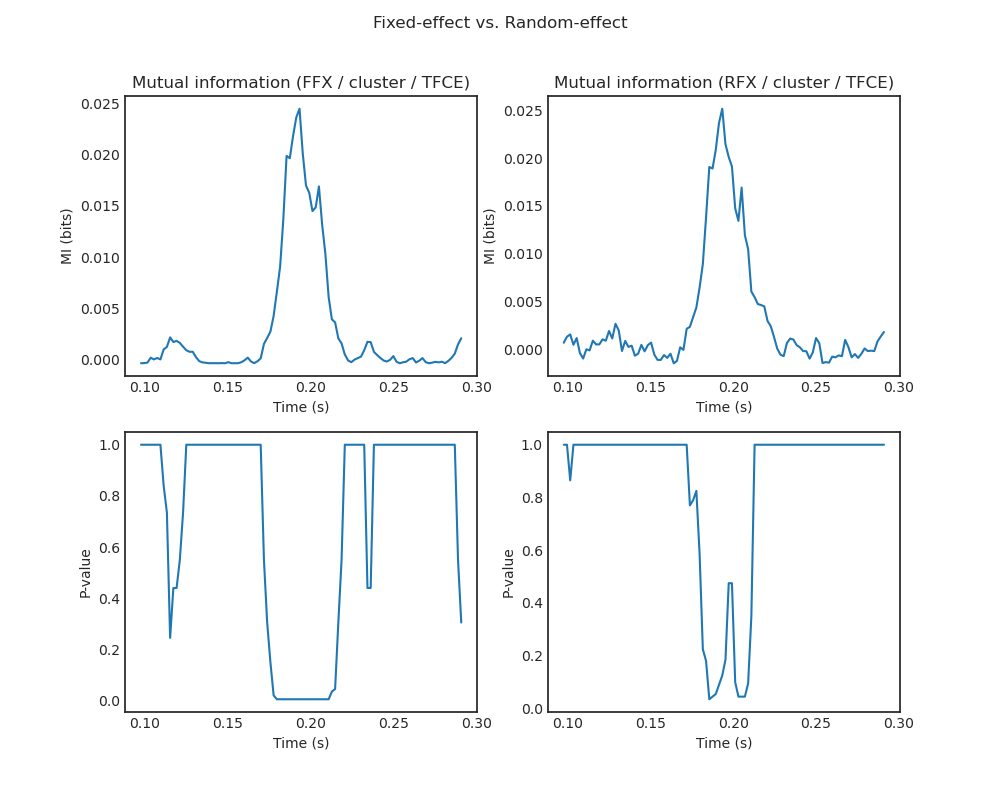 Fixed-effect vs. Random-effect
Mutual information (FFX / cluster / TFCE)
MI (bits)
0.025
0.020
0.015
0.010
0.005
0.000
0.10 0.15 0.20 0.25 0.30
Time (s)
Mutual information (RFX / cluster / TFCE)
MI (bits)
0.025
0.020
0.015
0.010
0.005
0.000
0.10 0.15 0.20 0.25 0.30
Time (s)
P-value
1.0
0.8
0.6
0.4
0.2
0.0
0.10 0.15 0.20 0.25 0.30
Time (s)
P-value
1.0
0.8
0.6
0.4
0.2
0.0
0.10 0.15 0.20 0.25 0.30
Time (s)